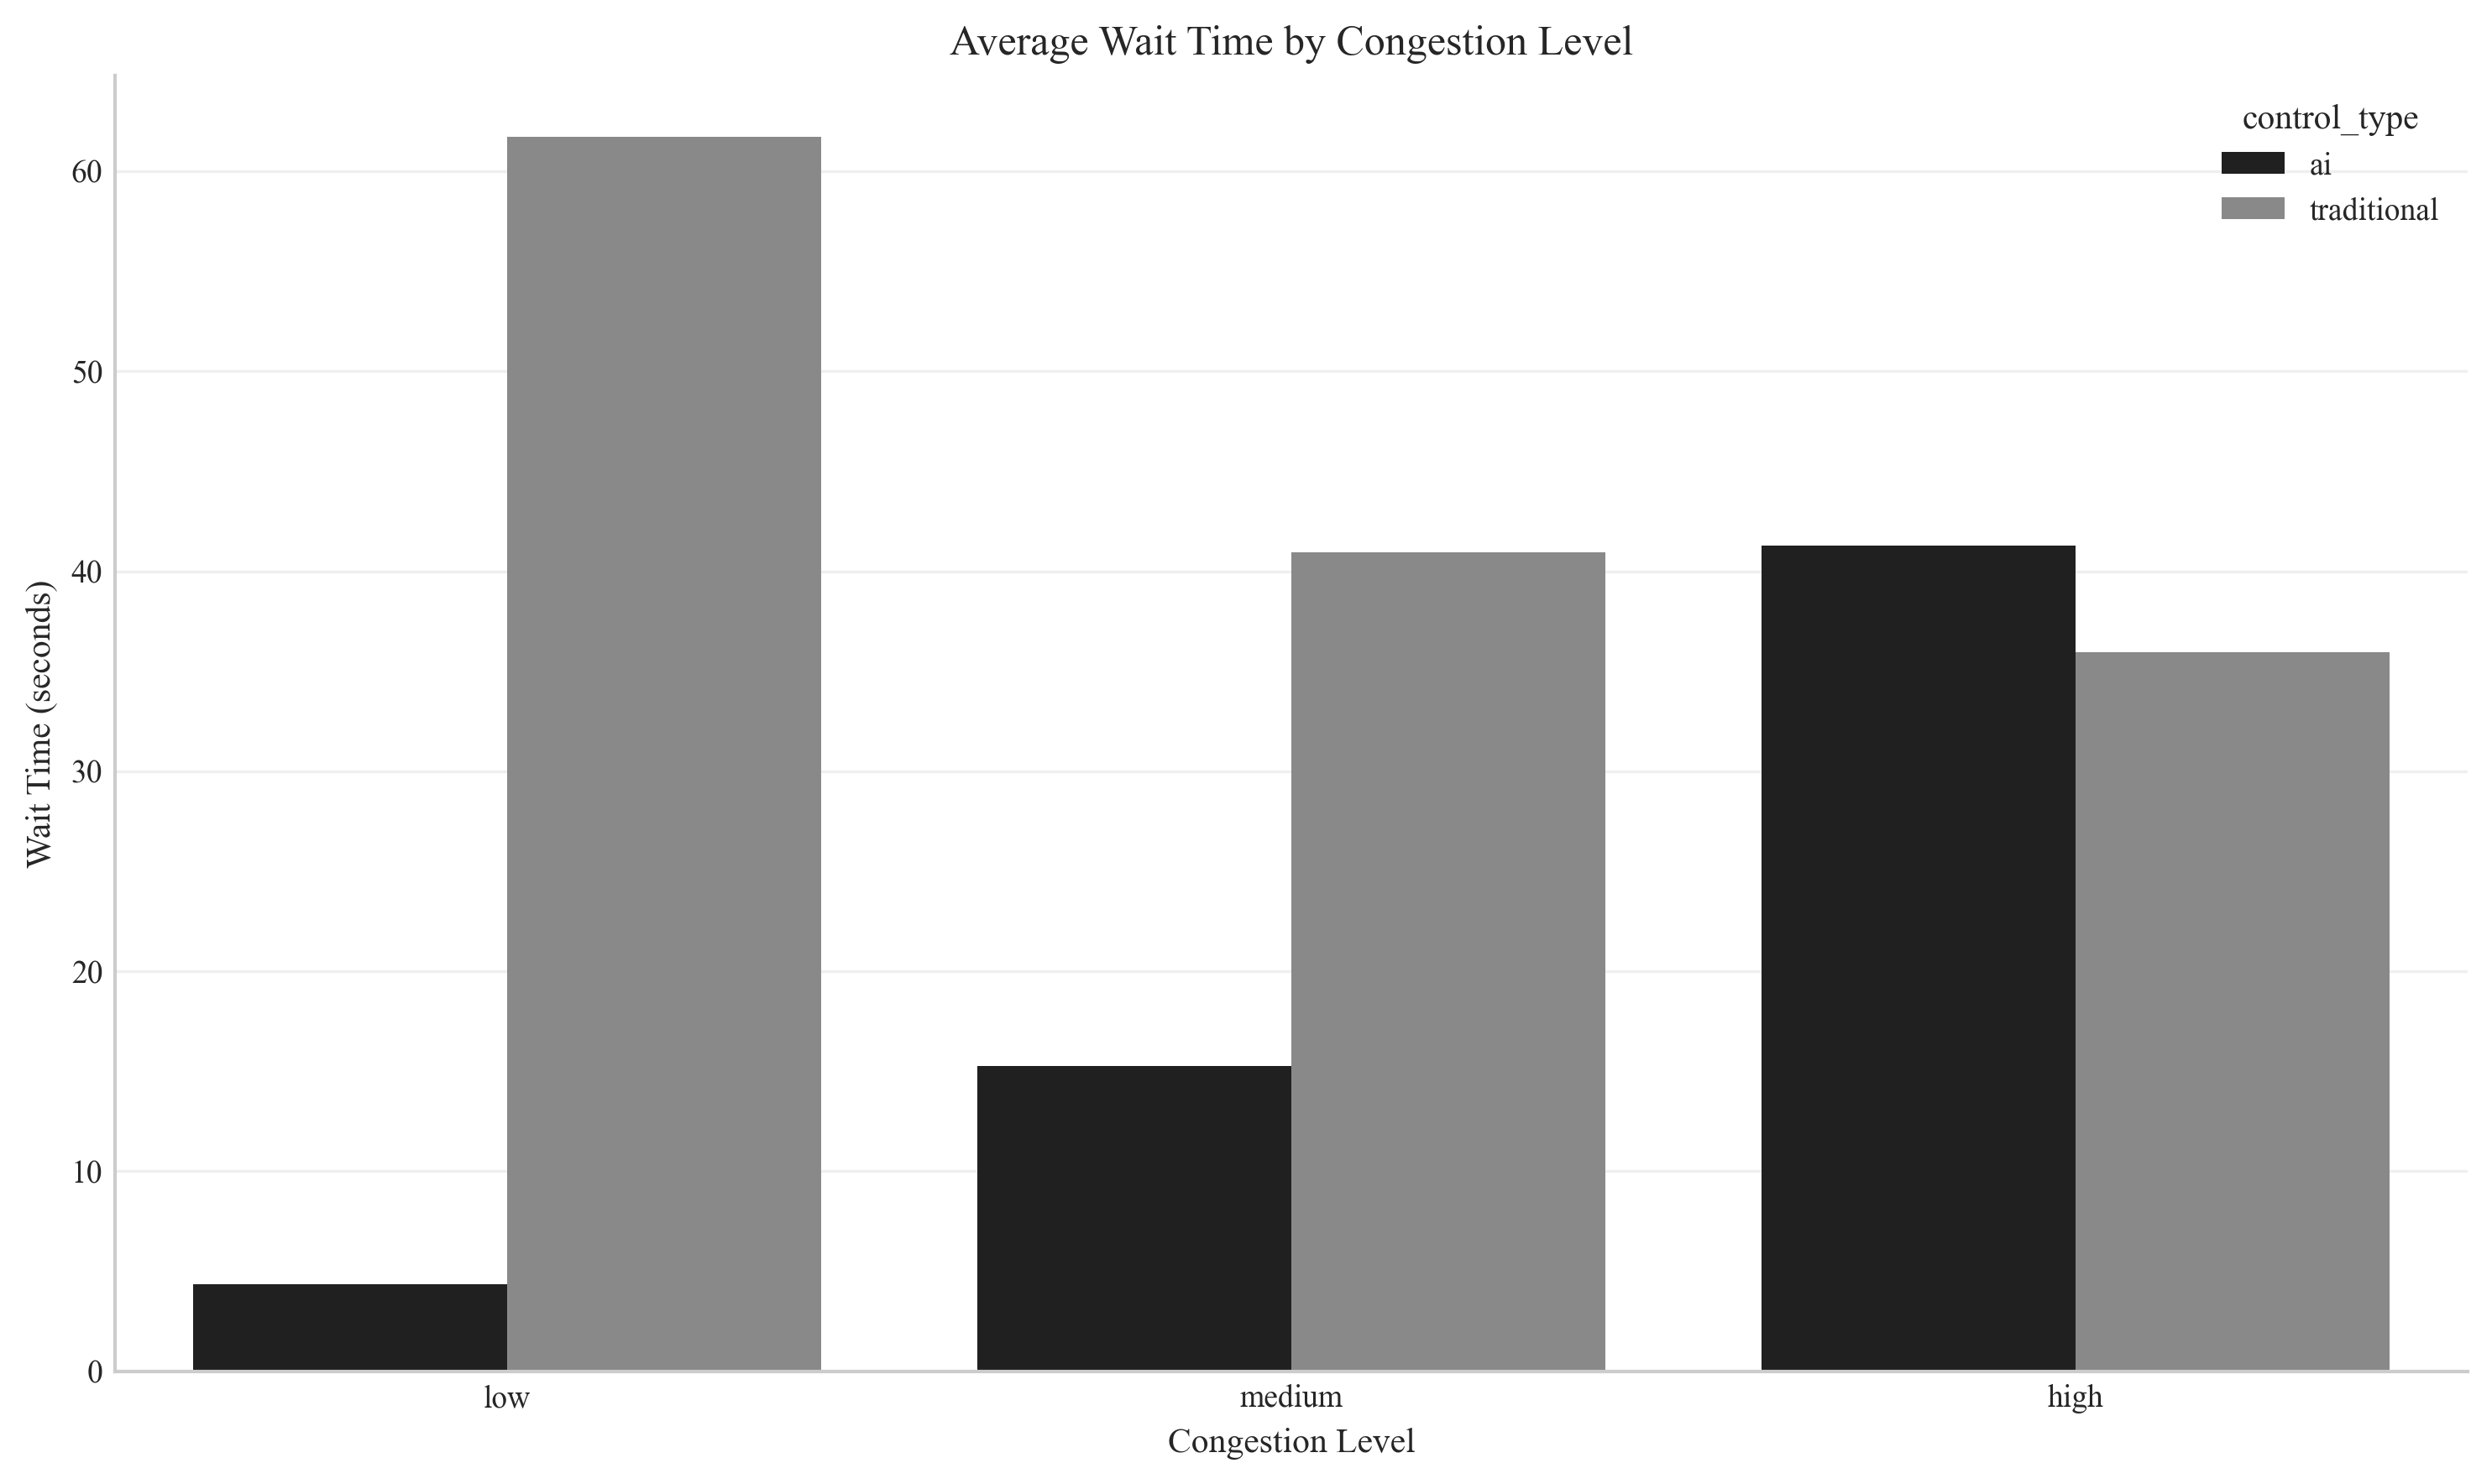 Average Wait Time by Congestion Level
control_type
ai
traditional
Wait Time (seconds)
60
50
40
30
20
10
0
low
medium
high
Congestion Level